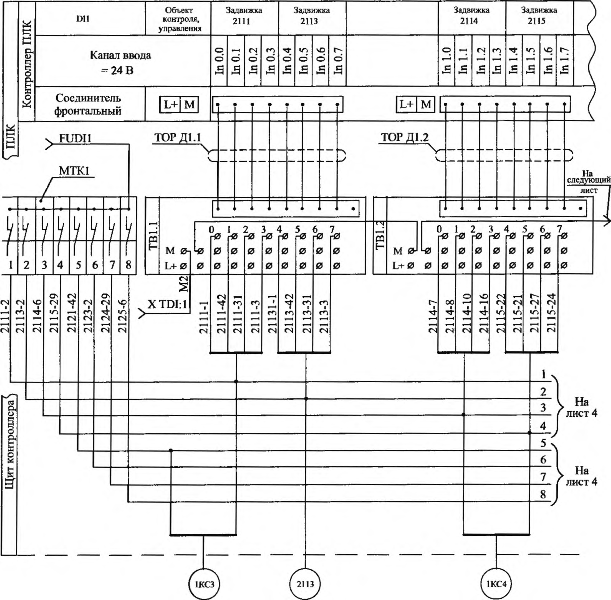 ПЛК
Контроллер ПЛК
DI1
Объект контроля, управления
Задвижка 2111
Задвижка 2113
Задвижка 2114
Задвижка 2115
Канал ввода = 24 В
In 0.0
In 0.1
In 0.2
In 0.3
In 0.4
In 0.5
In 0.6
In 0.7
In 1.0
In 1.1
In 1.2
In 1.3
In 1.4
In 1.5
In 1.6
In 1.7
Соединитель фронтальный
L+ M
L+ M
FUDI1
ТОР Д1.1
ТОР Д1.2
На следующий лист
МТК1
ТВ1.1
0 1 2 3 4 5 6 7
M
L+
ТВ1.2
0 1 2 3 4 5 6 7
M
L+
1 2 3 4 5 6 7 8
M2
X TDI:1
2111-2
2113-2
2114-6
2115-29
2121-42
2123-2
2124-29
2125-6
2111-1
2111-42
2111-31
2111-3
21131-1
2113-42
2113-31
2113-3
2114-7
2114-8
2114-10
2114-16
2115-22
2115-21
2115-27
2115-24
1
2
3
4
На лист 4
5
6
7
8
На лист 4
Щит контроллера
1КС3
2113
1КС4